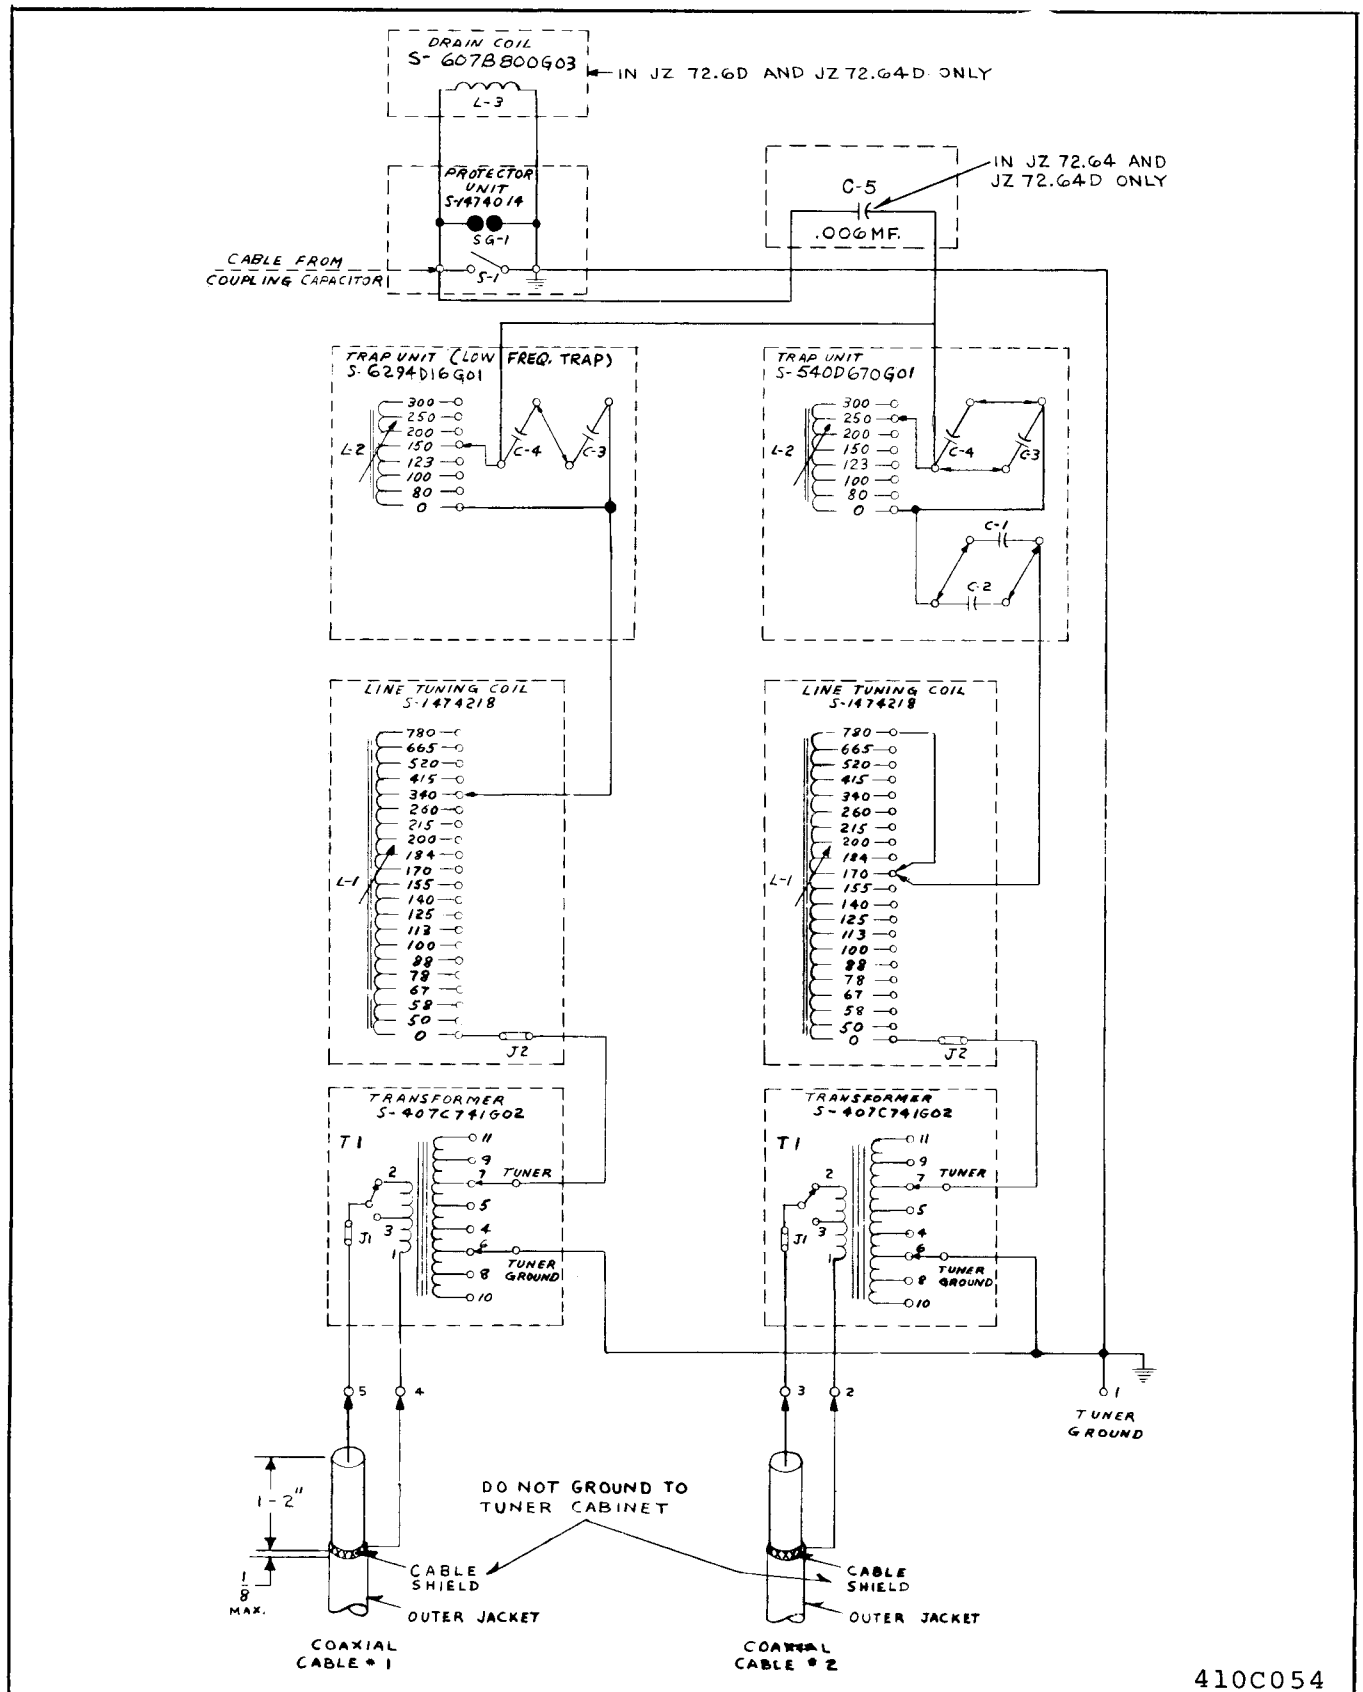 DRAIN COIL
S- 607B800G03
IN JZ 72.6D AND JZ 72.64D ONLY
L-3
PROTECTOR
UNIT
S-1474014
SG-1
S-1
CABLE FROM
COUPLING CAPACITOR
C-5
.006MF.
IN JZ 72.64 AND
JZ 72.64D ONLY
TRAP UNIT (LOW FREQ. TRAP)
S-6294D16G01
300
250
200
150
123
100
80
0
L-2
C-4
C-3
TRAP UNIT
S-540D670G01
300
250
200
150
123
100
80
0
L-2
C-4
C-3
C-1
C-2
LINE TUNING COIL
S-1474218
780
665
520
415
340
260
215
200
184
170
155
140
125
113
100
88
78
67
58
50
0
L-1
J2
LINE TUNING COIL
S-1474218
780
665
520
415
340
260
215
200
184
170
155
140
125
113
100
88
78
67
58
50
0
L-1
J2
TRANSFORMER
S-407C741G02
T1
2
3
1
J1
11
9
7
5
4
6
8
10
TUNER
TUNER
GROUND
TRANSFORMER
S-407C741G02
T1
2
3
1
J1
11
9
7
5
4
6
8
10
TUNER
TUNER
GROUND
5
4
3
2
1
TUNER
GROUND
1-2"
1/8
MAX.
DO NOT GROUND TO
TUNER CABINET
CABLE
SHIELD
OUTER JACKET
COAXIAL
CABLE #1
CABLE
SHIELD
OUTER JACKET
COAXIAL
CABLE #2
410C054